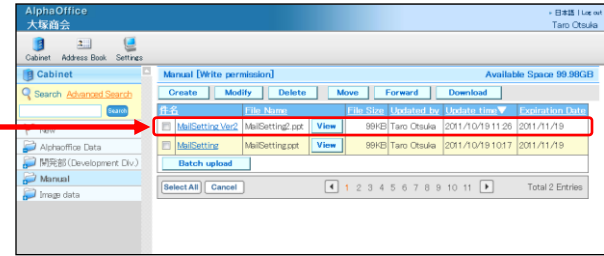 AlphaOffice
大塚商会
日本語 | Log out
Taro Otsuka
Cabinet Address Book Settings
Cabinet
Search Advanced Search
Search
New
Alphaoffice Data
開発部(Development Div.)
Manual
Image data
Manual [Write permission] Available Space 99.98GB
Create Modify Delete Move Forward Download
件名 File Name File Size Updated by Update time▼ Expiration Date
MailSetting Ver2 MailSetting2.ppt View 99KB Taro Otsuka 2011/10/19 11:26 2011/11/19
MailSetting MailSetting.ppt View 99KB Taro Otsuka 2011/10/19 10:17 2011/11/19
Batch upload
Select All Cancel 1 2 3 4 5 6 7 8 9 10 11 Total 2 Entries